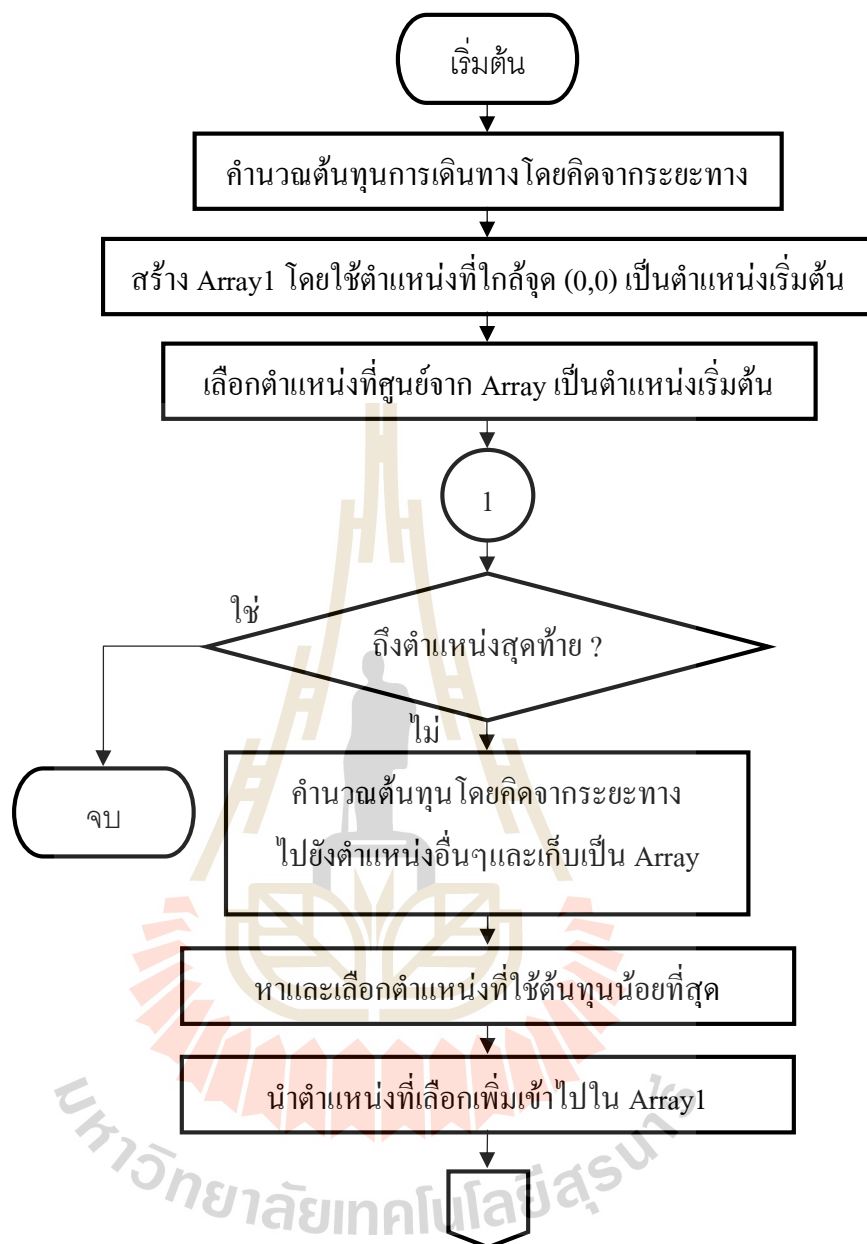 เริ่มต้น
คำนวณต้นทุนการเดินทางโดยคิดจากระยะทาง
สร้าง Array1 โดยใช้ตำแหน่งที่ใกล้จุด (0,0) เป็นตำแหน่งเริ่มต้น
เลือกตำแหน่งที่ศูนย์จาก Array เป็นตำแหน่งเริ่มต้น
1
ใช่
ถึงตำแหน่งสุดท้าย ?
ไม่
จบ
คำนวณต้นทุนโดยคิดจากระยะทาง
ไปยังตำแหน่งอื่นๆและเก็บเป็น Array
หาและเลือกตำแหน่งที่ใช้ต้นทุนน้อยที่สุด
นำตำแหน่งที่เลือกเพิ่มเข้าไปใน Array1
มหาวิทยาลัยเทคโนโลยีสุรนารี